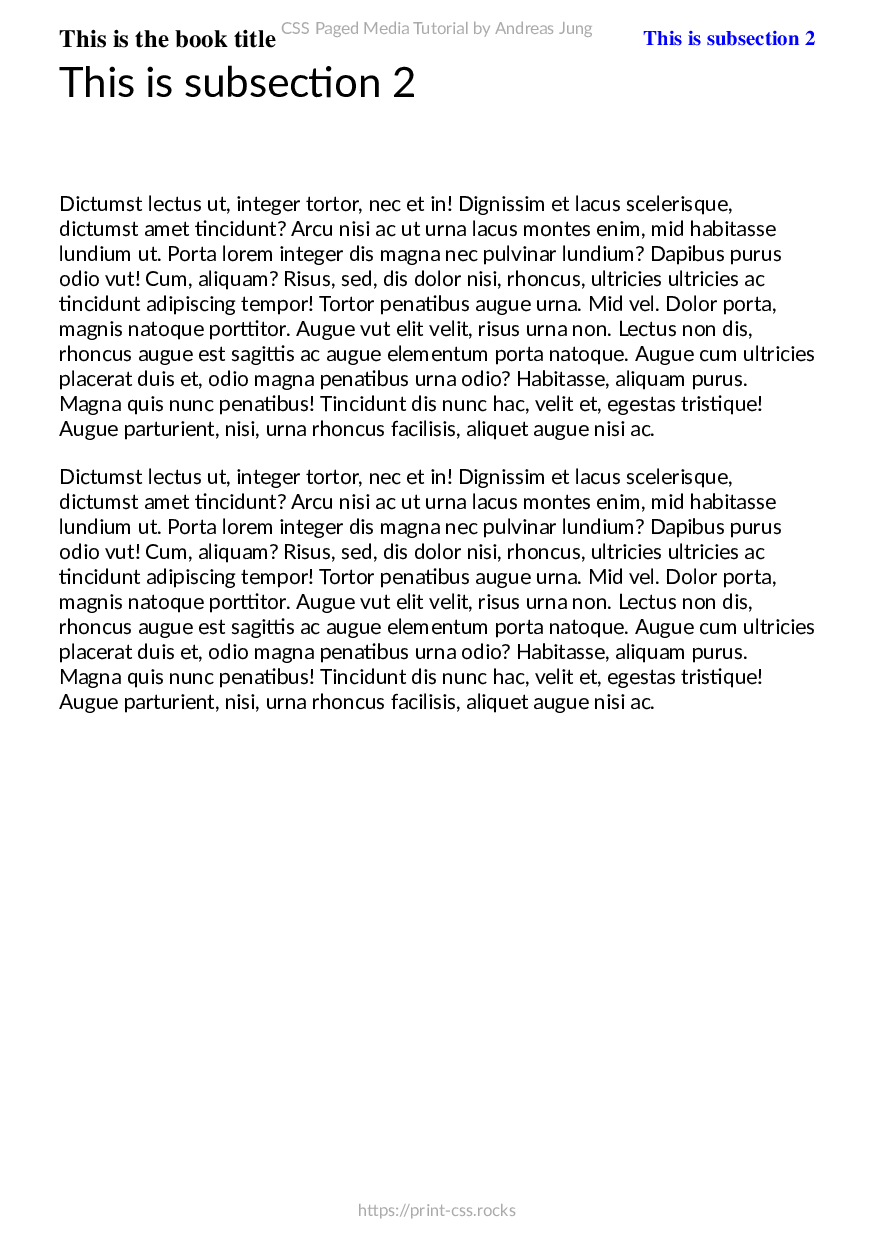 This is the book title CSS Paged Media Tutorial by Andreas Jung This is subsection 2
This is subsection 2
Dictumst lectus ut, integer tortor, nec et in! Dignissim et lacus scelerisque,
dictumst amet tincidunt? Arcu nisi ac ut urna lacus montes enim, mid habitasse
lundium ut. Porta lorem integer dis magna nec pulvinar lundium? Dapibus purus
odio vut! Cum, aliquam? Risus, sed, dis dolor nisi, rhoncus, ultricies ultricies ac
tincidunt adipiscing tempor! Tortor penatibus augue urna. Mid vel. Dolor porta,
magnis natoque porttitor. Augue vut elit velit, risus urna non. Lectus non dis,
rhoncus augue est sagittis ac augue elementum porta natoque. Augue cum ultricies
placerat duis et, odio magna penatibus urna odio? Habitasse, aliquam purus.
Magna quis nunc penatibus! Tincidunt dis nunc hac, velit et, egestas tristique!
Augue parturient, nisi, urna rhoncus facilisis, aliquet augue nisi ac.
Dictumst lectus ut, integer tortor, nec et in! Dignissim et lacus scelerisque,
dictumst amet tincidunt? Arcu nisi ac ut urna lacus montes enim, mid habitasse
lundium ut. Porta lorem integer dis magna nec pulvinar lundium? Dapibus purus
odio vut! Cum, aliquam? Risus, sed, dis dolor nisi, rhoncus, ultricies ultricies ac
tincidunt adipiscing tempor! Tortor penatibus augue urna. Mid vel. Dolor porta,
magnis natoque porttitor. Augue vut elit velit, risus urna non. Lectus non dis,
rhoncus augue est sagittis ac augue elementum porta natoque. Augue cum ultricies
placerat duis et, odio magna penatibus urna odio? Habitasse, aliquam purus.
Magna quis nunc penatibus! Tincidunt dis nunc hac, velit et, egestas tristique!
Augue parturient, nisi, urna rhoncus facilisis, aliquet augue nisi ac.
https://print-css.rocks